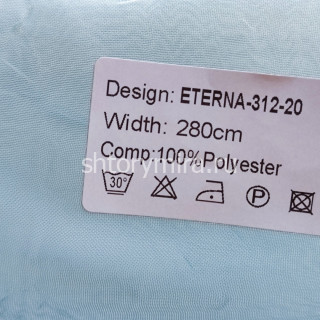 Design: ETERNA-312-20
Width: 280cm
Comp:100%Polyester
shtorymira.ru
30°
P